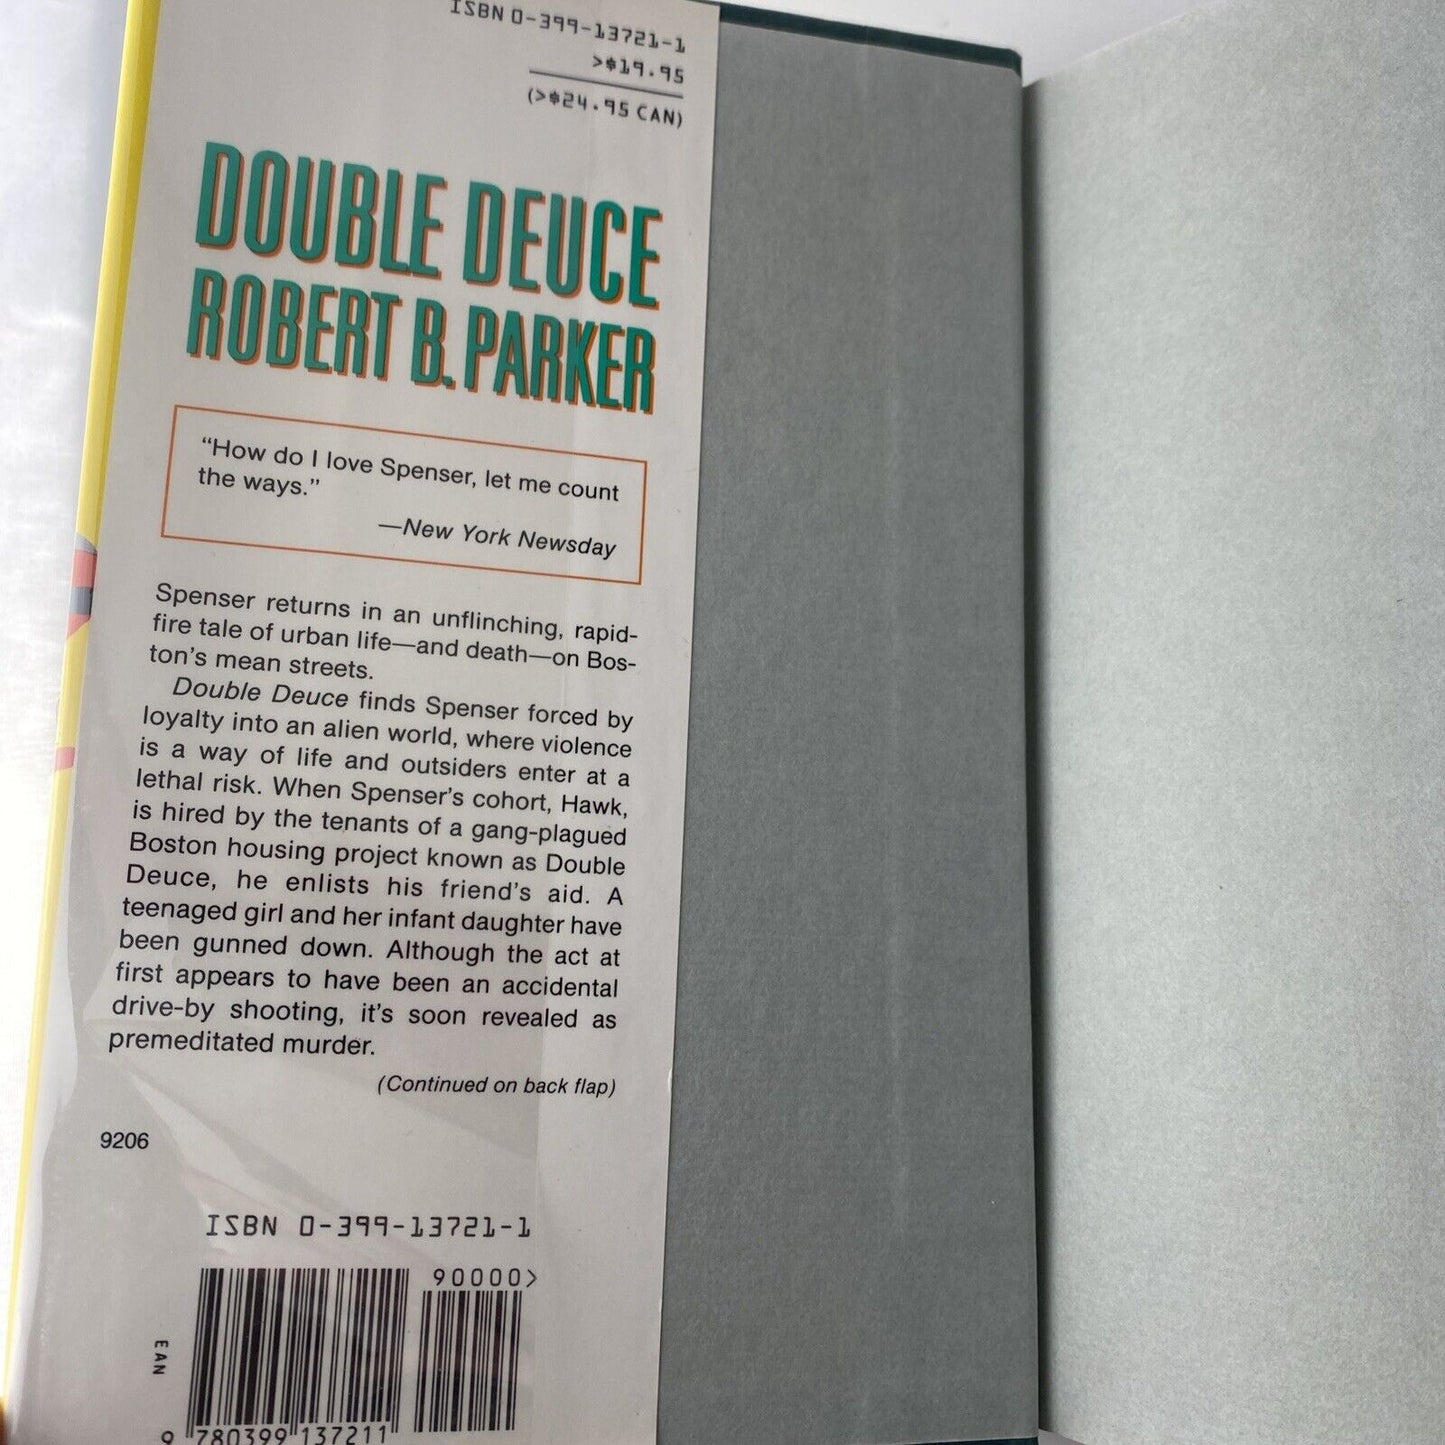 ISBN 0-399-13721-1
>$19.95
(>$24.95 CAN)
DOUBLE DEUCE
ROBERT B. PARKER
“How do I love Spenser, let me count
the ways.”
—New York Newsday
Spenser returns in an unflinching, rapid-
fire tale of urban life—and death—on Bos-
ton’s mean streets.
Double Deuce finds Spenser forced by
loyalty into an alien world, where violence
is a way of life and outsiders enter at a
lethal risk. When Spenser’s cohort, Hawk,
is hired by the tenants of a gang-plagued
Boston housing project known as Double
Deuce, he enlists his friend’s aid. A
teenaged girl and her infant daughter have
been gunned down. Although the act at
first appears to have been an accidental
drive-by shooting, it’s soon revealed as
premeditated murder.
(Continued on back flap)
9206
ISBN 0-399-13721-1
90000>
EAN
9 780399 137211